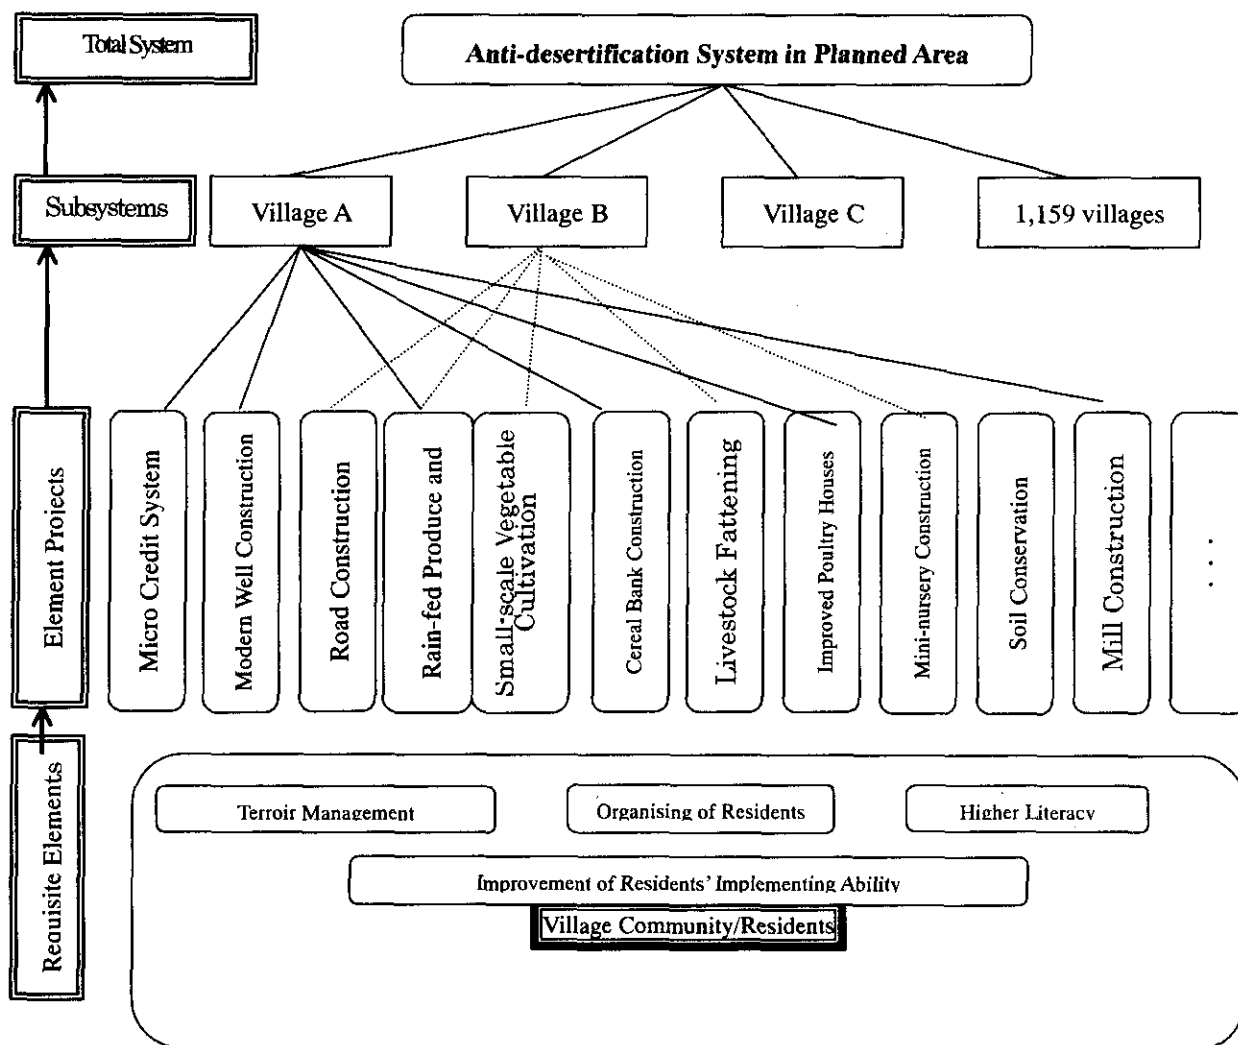 Total System
Anti-desertification System in Planned Area
Subsystems
Village A
Village B
Village C
1,159 villages
Element Projects
Micro Credit System
Modern Well Construction
Road Construction
Rain-fed Produce and
Small-scale Vegetable
Cultivation
Cereal Bank Construction
Livestock Fattening
Improved Poultry Houses
Mini-nursery Construction
Soil Conservation
Mill Construction
...
Requisite Elements
Terroir Management
Organising of Residents
Higher Literacy
Improvement of Residents' Implementing Ability
Village Community/Residents